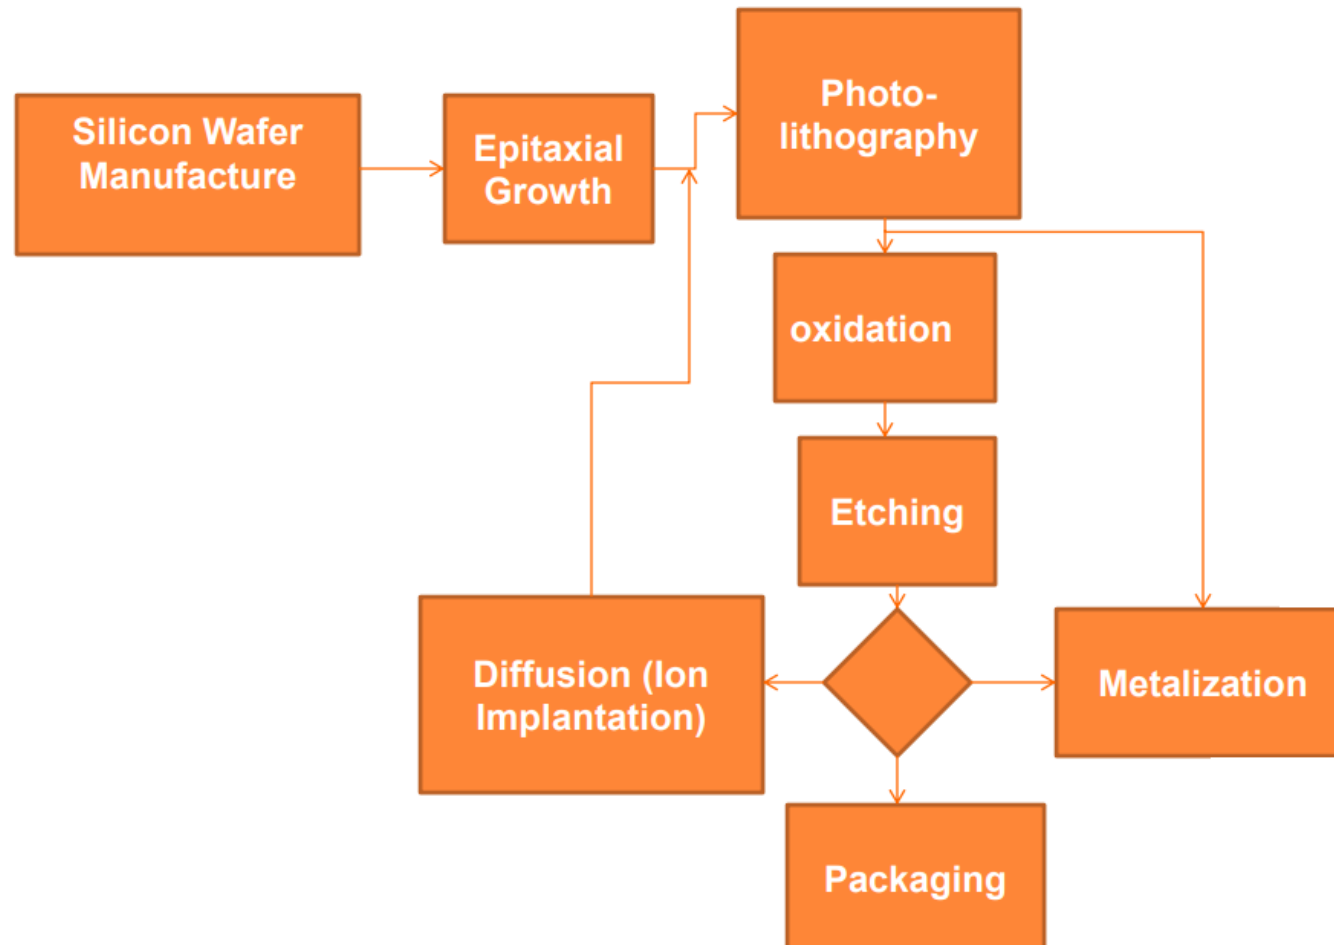 Silicon Wafer
Manufacture
Epitaxial
Growth
Photo-
lithography
oxidation
Etching
Diffusion (Ion
Implantation)
Metalization
Packaging